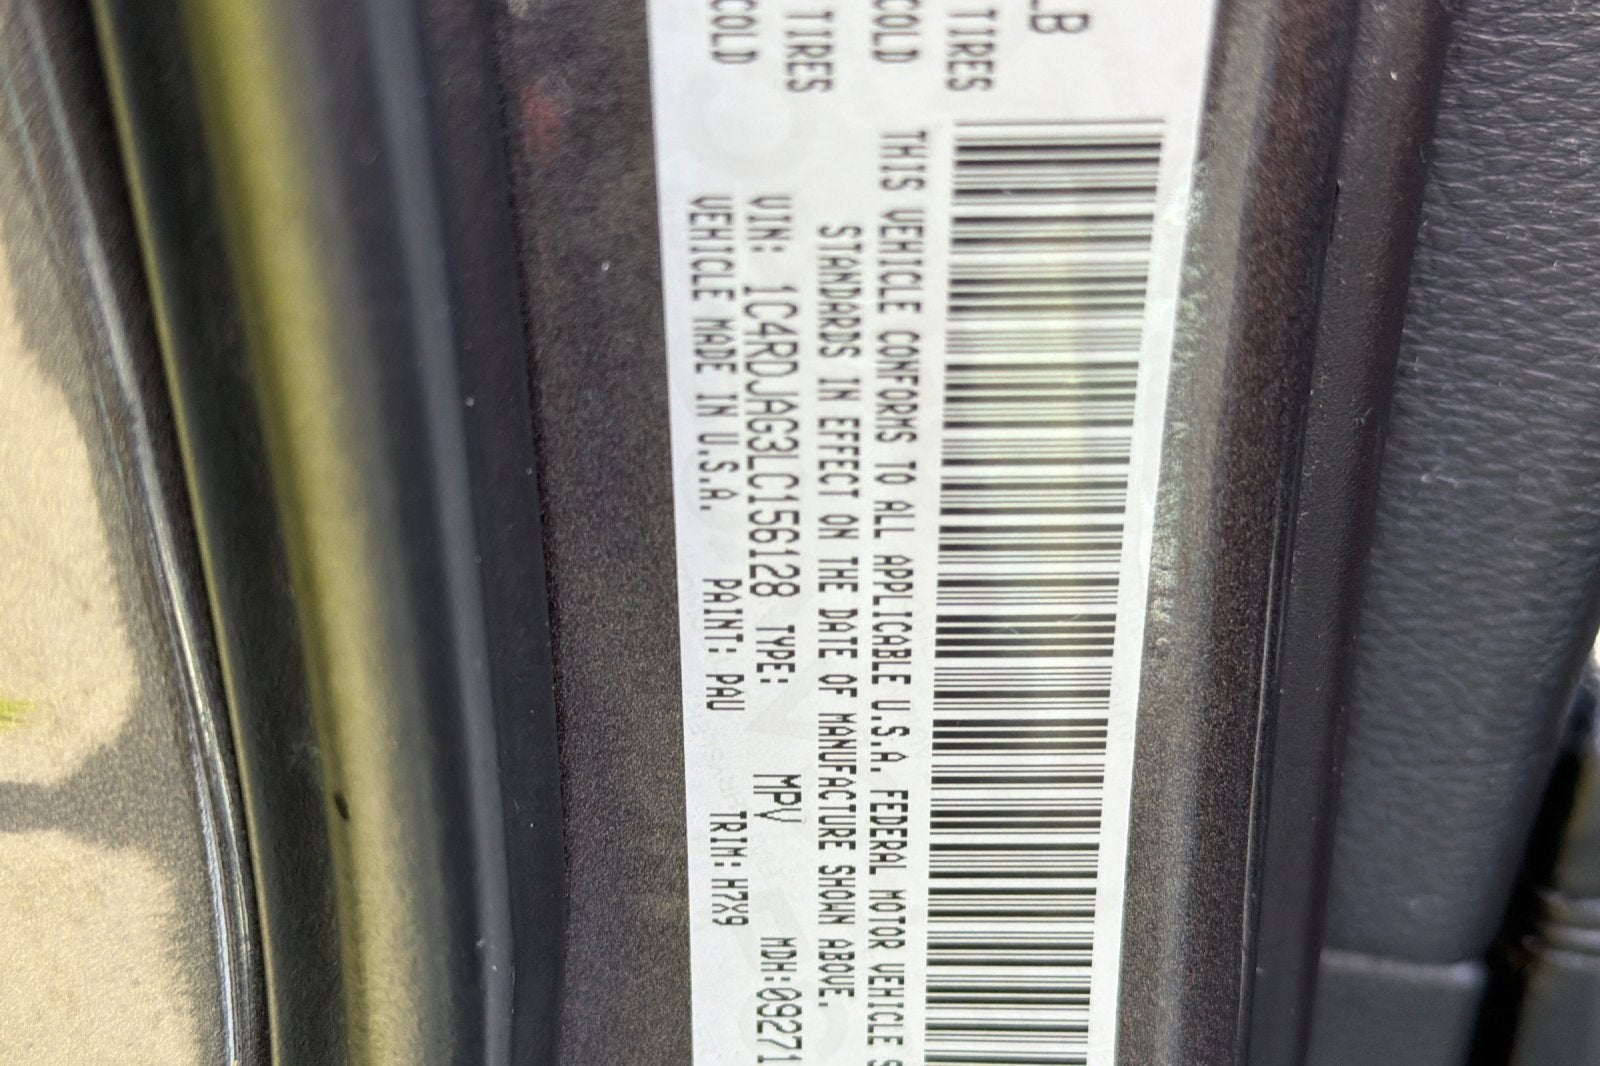 LB
TIRES
COLD
TIRES
COLD
THIS VEHICLE CONFORMS TO ALL APPLICABLE U.S.A. FEDERAL MOTOR VEHICLE S
STANDARDS IN EFFECT ON THE DATE OF MANUFACTURE SHOWN ABOVE.
VIN: 1C4RDJAG3LC156128 TYPE: MPV MDH:09271
VEHICLE MADE IN U.S.A. PAINT: PAU TRIM: H7X9